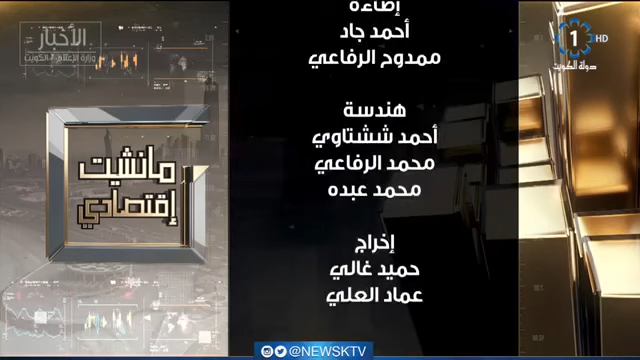 الأخبار
وزارة الإعلام - الكويت
1
HD
دولة الكويت
إضاءة
أحمد جاد
ممدوح الرفاعي
هندسة
أحمد ششتاوي
محمد الرفاعي
محمد عبده
إخراج
حميد غالي
عماد العلي
مانشيت
إقتصادي
@NEWSKTV